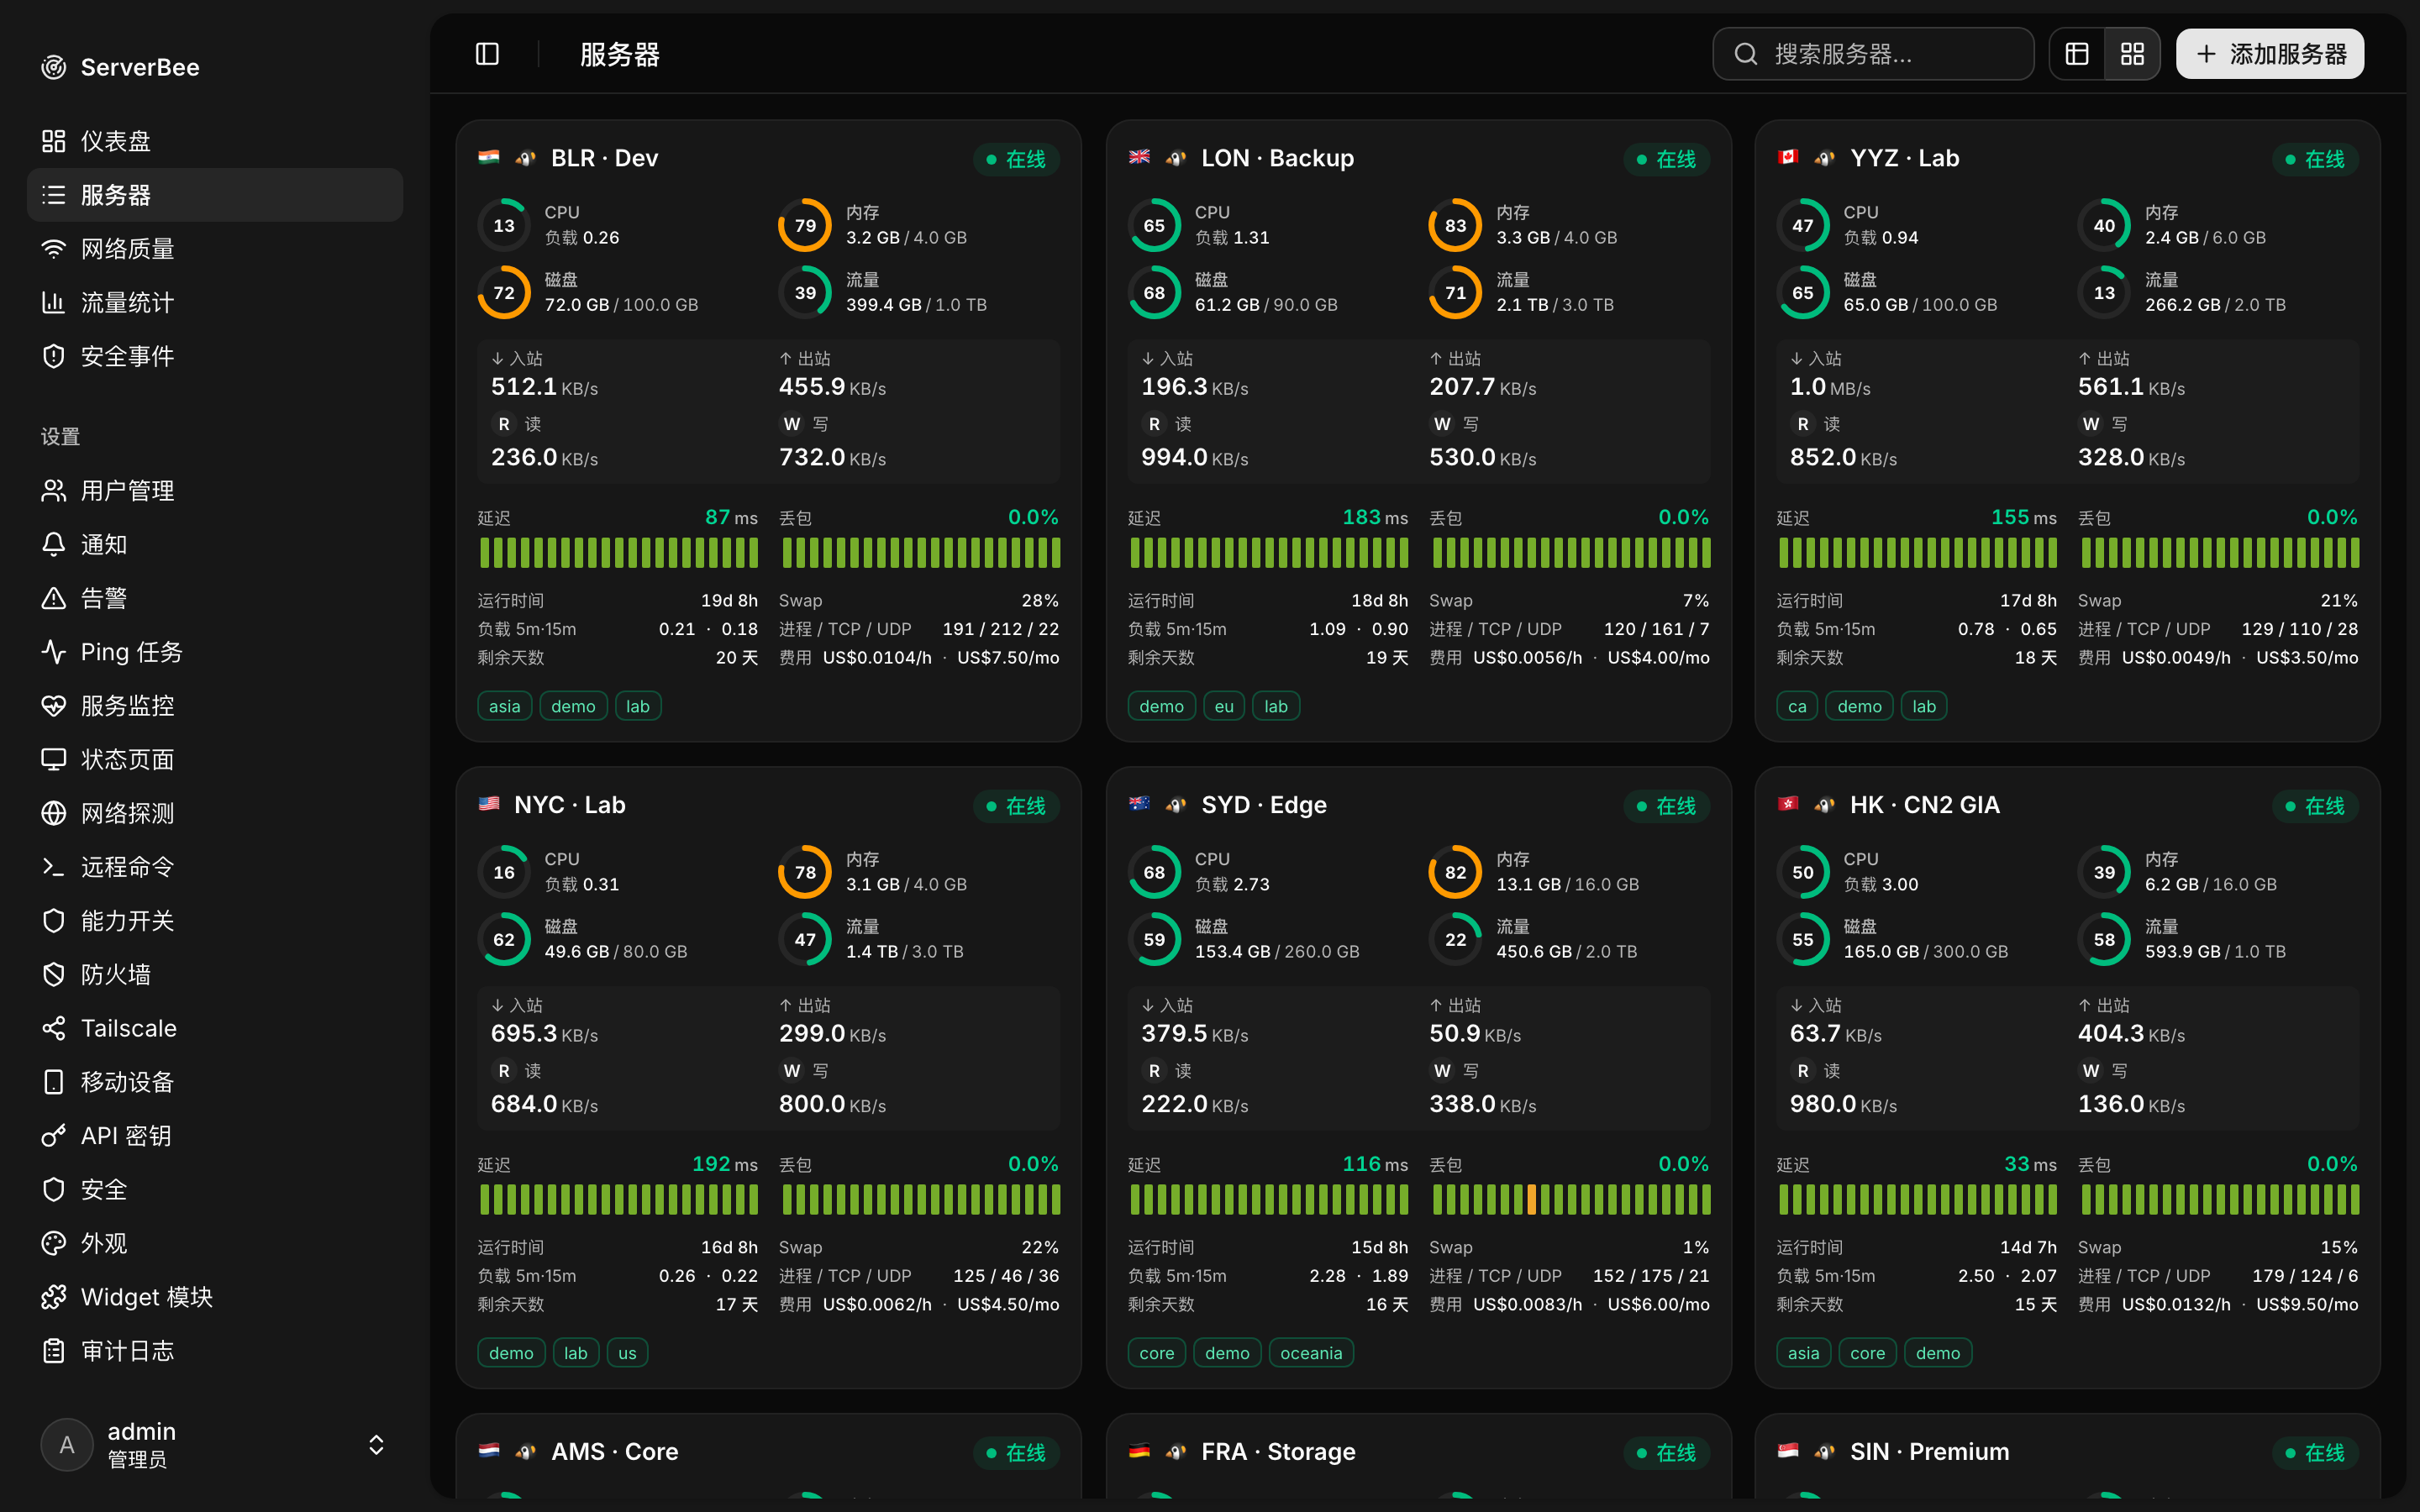 ServerBee
仪表盘
服务器
网络质量
流量统计
安全事件
设置
用户管理
通知
告警
Ping 任务
服务监控
状态页面
网络探测
远程命令
能力开关
防火墙
Tailscale
移动设备
API 密钥
安全
外观
Widget 模块
审计日志
A
admin
管理员
服务器
搜索服务器...
添加服务器
BLR · Dev
在线
13
CPU
负载 0.26
79
内存
3.2 GB / 4.0 GB
72
磁盘
72.0 GB / 100.0 GB
39
流量
399.4 GB / 1.0 TB
↓ 入站
512.1 KB/s
↑ 出站
455.9 KB/s
R 读
236.0 KB/s
W 写
732.0 KB/s
延迟 87 ms
丢包 0.0%
运行时间 19d 8h
Swap 28%
负载 5m·15m 0.21 · 0.18
进程 / TCP / UDP 191 / 212 / 22
剩余天数 20 天
费用 US$0.0104/h · US$7.50/mo
asia demo lab
LON · Backup
在线
65
CPU
负载 1.31
83
内存
3.3 GB / 4.0 GB
68
磁盘
61.2 GB / 90.0 GB
71
流量
2.1 TB / 3.0 TB
↓ 入站
196.3 KB/s
↑ 出站
207.7 KB/s
R 读
994.0 KB/s
W 写
530.0 KB/s
延迟 183 ms
丢包 0.0%
运行时间 18d 8h
Swap 7%
负载 5m·15m 1.09 · 0.90
进程 / TCP / UDP 120 / 161 / 7
剩余天数 19 天
费用 US$0.0056/h · US$4.00/mo
demo eu lab
YYZ · Lab
在线
47
CPU
负载 0.94
40
内存
2.4 GB / 6.0 GB
65
磁盘
65.0 GB / 100.0 GB
13
流量
266.2 GB / 2.0 TB
↓ 入站
1.0 MB/s
↑ 出站
561.1 KB/s
R 读
852.0 KB/s
W 写
328.0 KB/s
延迟 155 ms
丢包 0.0%
运行时间 17d 8h
Swap 21%
负载 5m·15m 0.78 · 0.65
进程 / TCP / UDP 129 / 110 / 28
剩余天数 18 天
费用 US$0.0049/h · US$3.50/mo
ca demo lab
NYC · Lab
在线
16
CPU
负载 0.31
78
内存
3.1 GB / 4.0 GB
62
磁盘
49.6 GB / 80.0 GB
47
流量
1.4 TB / 3.0 TB
↓ 入站
695.3 KB/s
↑ 出站
299.0 KB/s
R 读
684.0 KB/s
W 写
800.0 KB/s
延迟 192 ms
丢包 0.0%
运行时间 16d 8h
Swap 22%
负载 5m·15m 0.26 · 0.22
进程 / TCP / UDP 125 / 46 / 36
剩余天数 17 天
费用 US$0.0062/h · US$4.50/mo
demo lab us
SYD · Edge
在线
68
CPU
负载 2.73
82
内存
13.1 GB / 16.0 GB
59
磁盘
153.4 GB / 260.0 GB
22
流量
450.6 GB / 2.0 TB
↓ 入站
379.5 KB/s
↑ 出站
50.9 KB/s
R 读
222.0 KB/s
W 写
338.0 KB/s
延迟 116 ms
丢包 0.0%
运行时间 15d 8h
Swap 1%
负载 5m·15m 2.28 · 1.89
进程 / TCP / UDP 152 / 175 / 21
剩余天数 16 天
费用 US$0.0083/h · US$6.00/mo
core demo oceania
HK · CN2 GIA
在线
50
CPU
负载 3.00
39
内存
6.2 GB / 16.0 GB
55
磁盘
165.0 GB / 300.0 GB
58
流量
593.9 GB / 1.0 TB
↓ 入站
63.7 KB/s
↑ 出站
404.3 KB/s
R 读
980.0 KB/s
W 写
136.0 KB/s
延迟 33 ms
丢包 0.0%
运行时间 14d 7h
Swap 15%
负载 5m·15m 2.50 · 2.07
进程 / TCP / UDP 179 / 124 / 6
剩余天数 15 天
费用 US$0.0132/h · US$9.50/mo
asia core demo
AMS · Core
在线
FRA · Storage
在线
SIN · Premium
在线